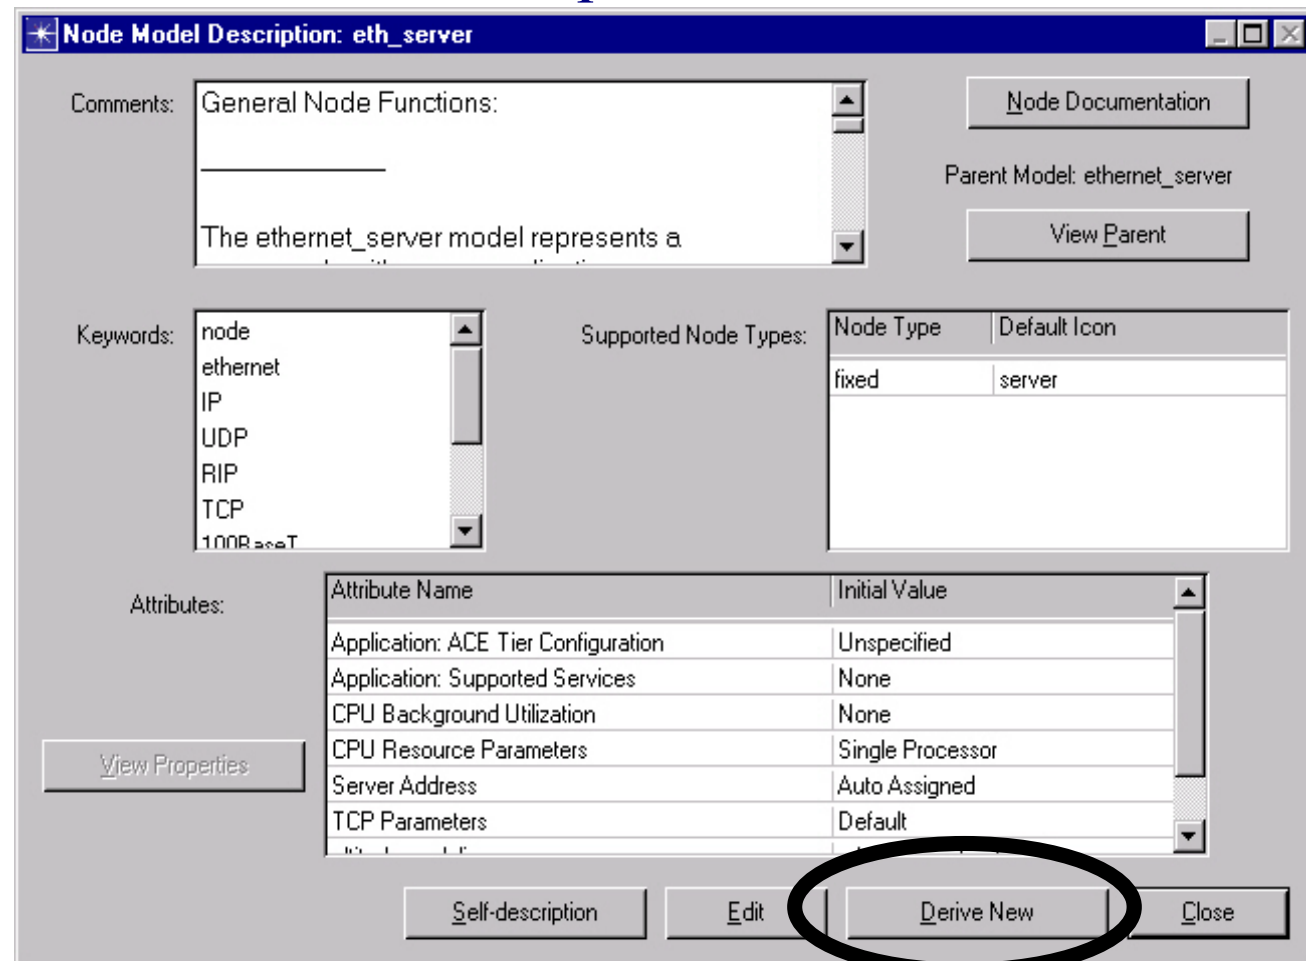 Node Model Description: eth_server
Comments:
General Node Functions:
The ethernet_server model represents a
Node Documentation
Parent Model: ethernet_server
View Parent
Keywords:
node
ethernet
IP
UDP
RIP
TCP
100BaseT
Supported Node Types:
Node Type Default Icon
fixed server
Attributes:
Attribute Name Initial Value
Application: ACE Tier Configuration Unspecified
Application: Supported Services None
CPU Background Utilization None
CPU Resource Parameters Single Processor
Server Address Auto Assigned
TCP Parameters Default
View Properties
Self-description Edit Derive New Close